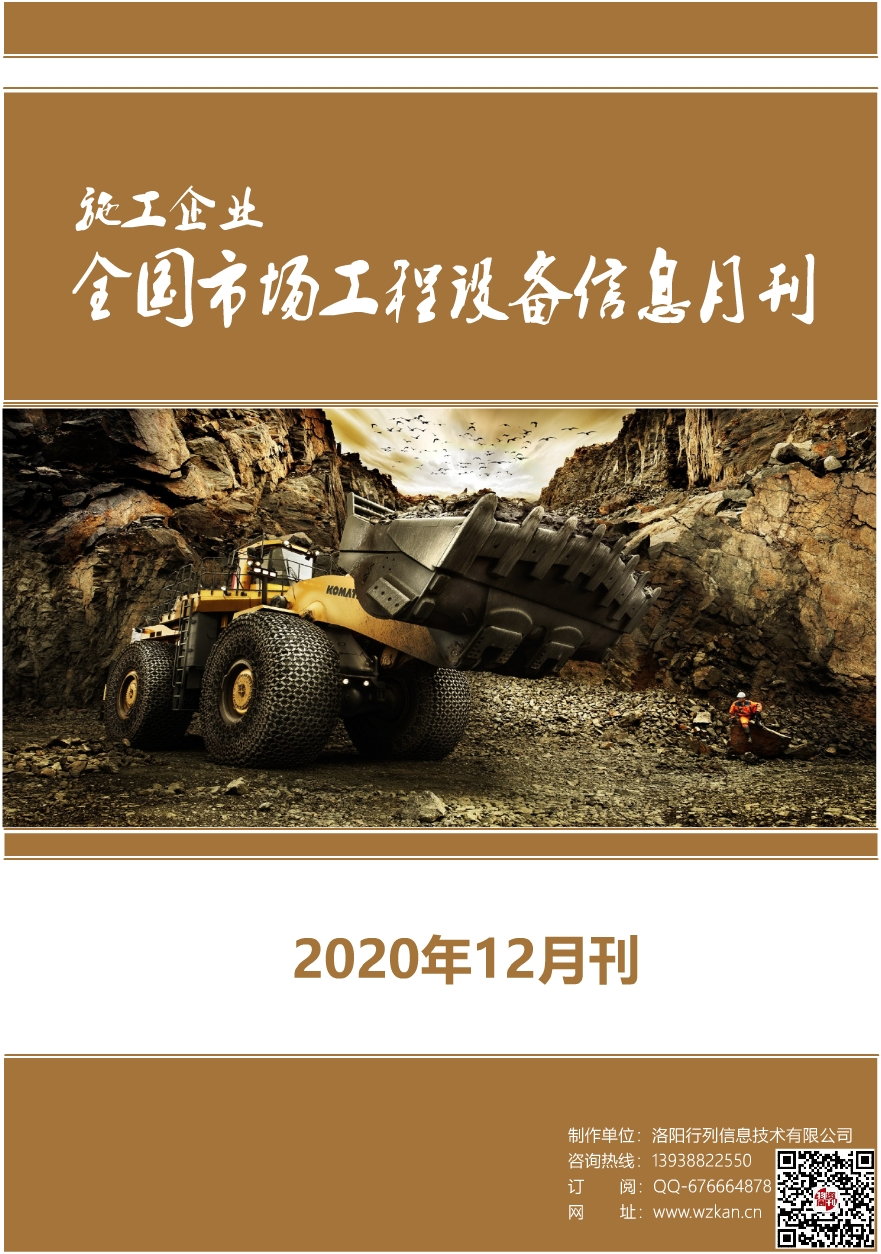 施工企业
全国市场工程设备信息月刊
KOMAT
2020年12月刊
制作单位：洛阳行列信息技术有限公司
咨询热线：13938822550
订　　阅：QQ-676664878
网　　址：www.wzkan.cn